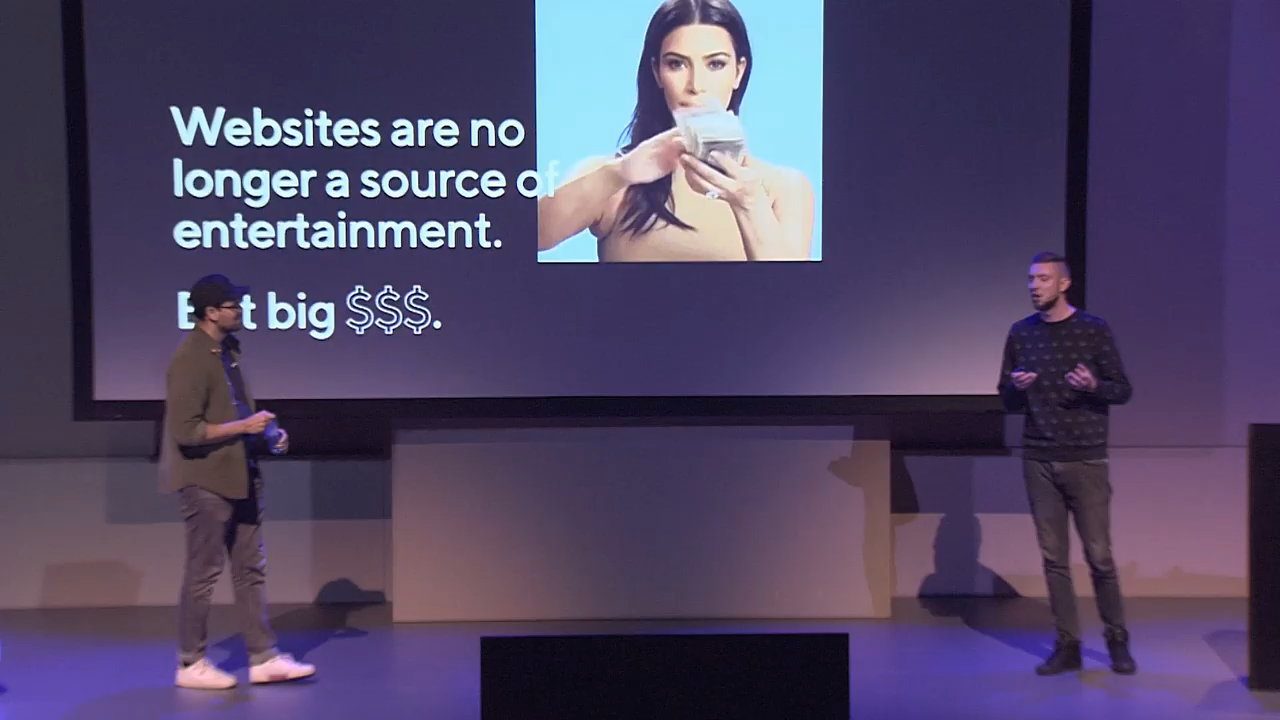 Websites are no
longer a source of
entertainment.
big $$$.